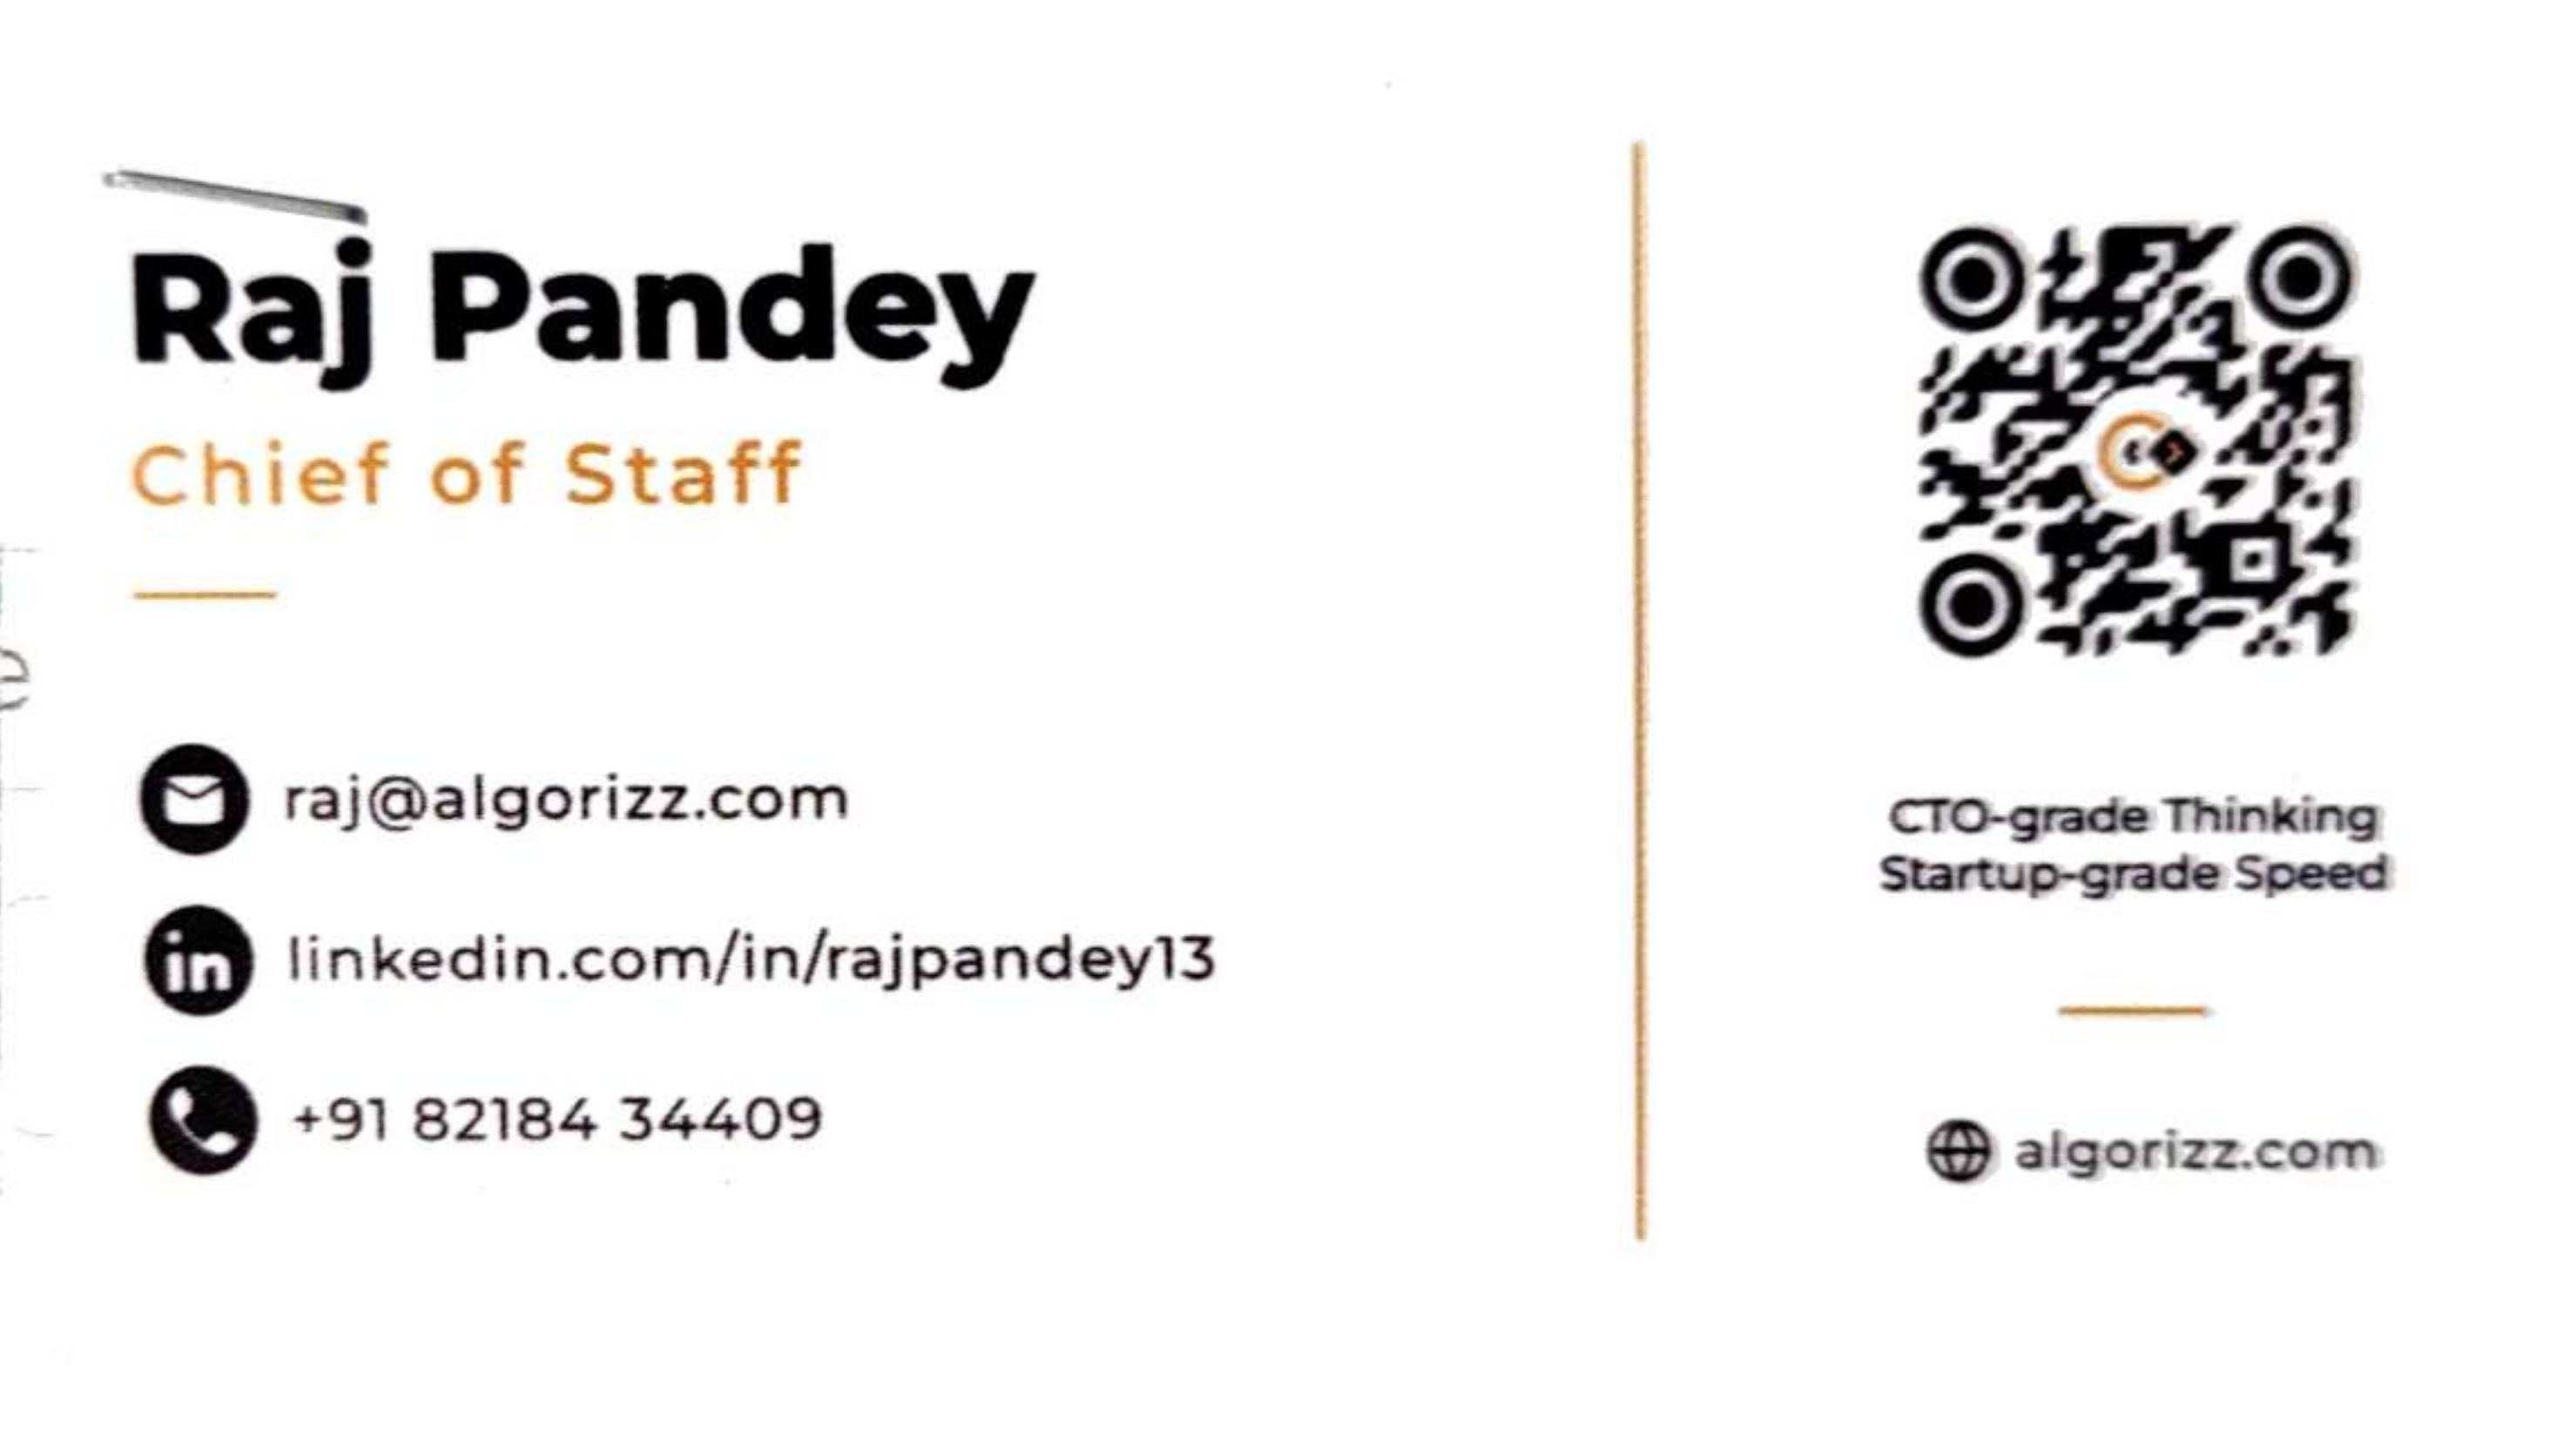 Raj Pandey
Chief of Staff
raj@algorizz.com
linkedin.com/in/rajpandey13
+91 82184 34409
CTO-grade Thinking
Startup-grade Speed
algorizz.com